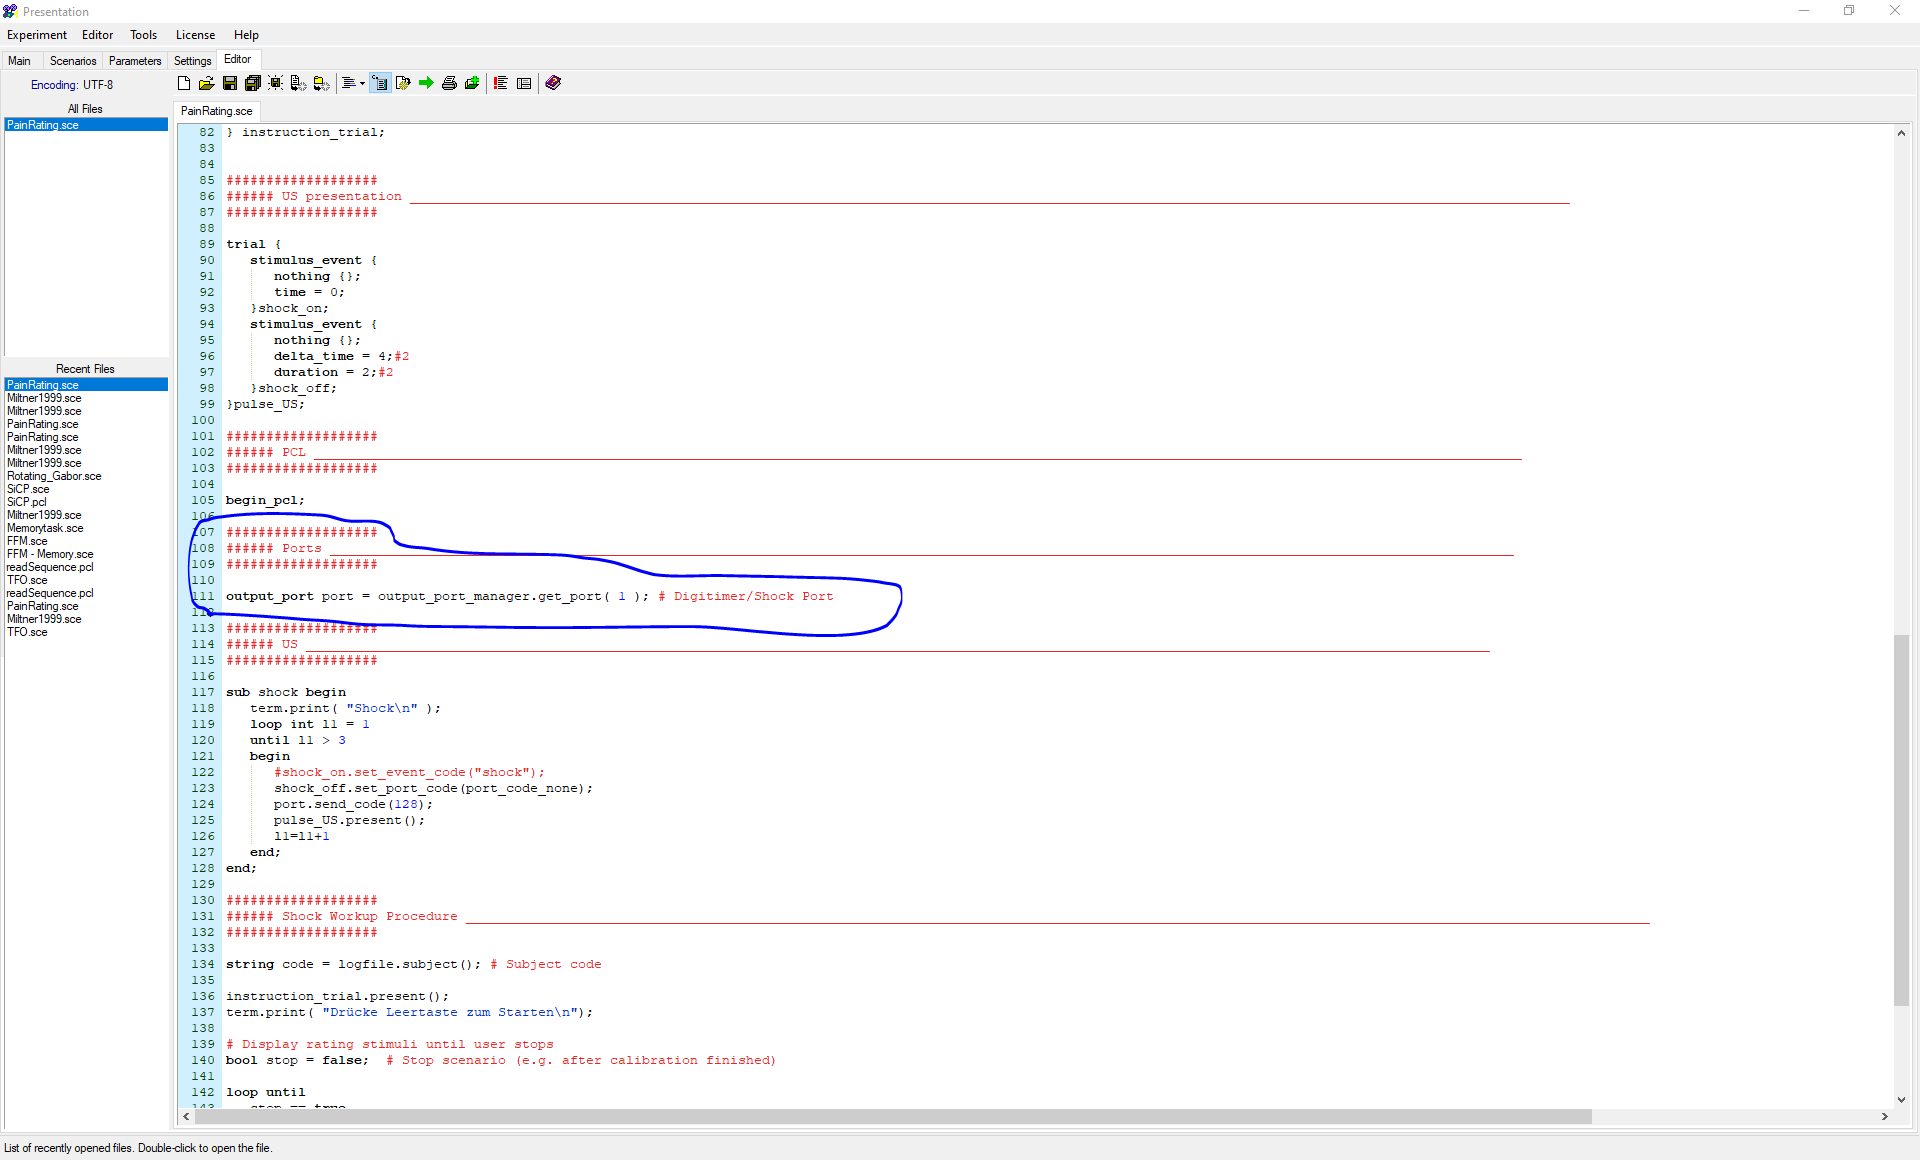 Presentation
Experiment Editor Tools License Help
Main Scenarios Parameters Settings Editor
Encoding: UTF-8
All Files
PainRating.sce
Recent Files
PainRating.sce
Miltner1999.sce
Miltner1999.sce
PainRating.sce
PainRating.sce
Miltner1999.sce
Miltner1999.sce
Rotating_Gabor.sce
SiCP.sce
SiCP.pcl
Miltner1999.sce
Memorytask.sce
FFM.sce
FFM - Memory.sce
readSequence.pcl
TFO.sce
readSequence.pcl
PainRating.sce
Miltner1999.sce
TFO.sce
PainRating.sce
82 } instruction_trial;
83
84
85 ###################
86 ###### US presentation
87 ###################
88
89 trial {
90 stimulus_event {
91 nothing {};
92 time = 0;
93 }shock_on;
94 stimulus_event {
95 nothing {};
96 delta_time = 4;#2
97 duration = 2;#2
98 }shock_off;
99 }pulse_US;
100
101 ###################
102 ###### PCL
103 ###################
104
105 begin_pcl;
106
107 ###################
108 ###### Ports
109 ###################
110
111 output_port port = output_port_manager.get_port( 1 ); # Digitimer/Shock Port
112
113 ###################
114 ###### US
115 ###################
116
117 sub shock begin
118 term.print( "Shock\n" );
119 loop int l1 = 1
120 until l1 > 3
121 begin
122 #shock_on.set_event_code("shock");
123 shock_off.set_port_code(port_code_none);
124 port.send_code(128);
125 pulse_US.present();
126 l1=l1+1
127 end;
128 end;
129
130 ###################
131 ###### Shock Workup Procedure
132 ###################
133
134 string code = logfile.subject(); # Subject code
135
136 instruction_trial.present();
137 term.print( "Drücke Leertaste zum Starten\n");
138
139 # Display rating stimuli until user stops
140 bool stop = false; # Stop scenario (e.g. after calibration finished)
141
142 loop until
143 stop == true
List of recently opened files. Double-click to open the file.